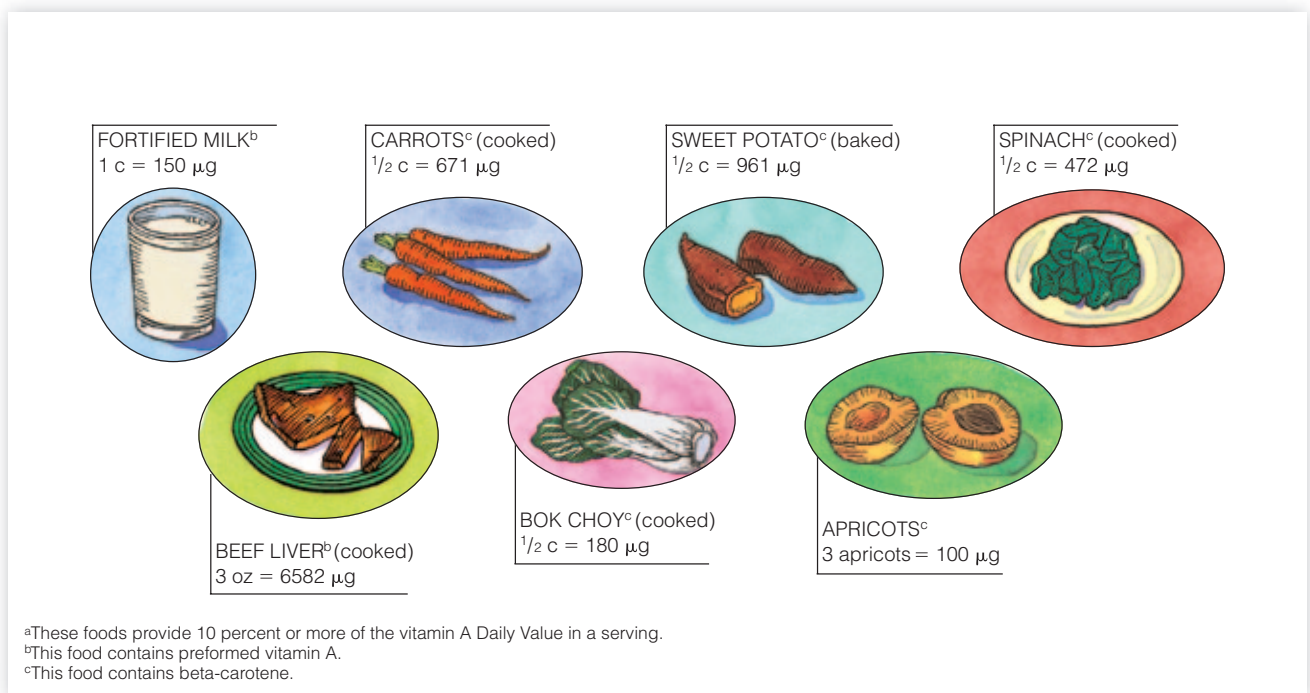 FORTIFIED MILKᵇ
1 c = 150 μg
CARROTSᶜ (cooked)
1/2 c = 671 μg
SWEET POTATOᶜ (baked)
1/2 c = 961 μg
SPINACHᶜ (cooked)
1/2 c = 472 μg
BEEF LIVERᵇ (cooked)
3 oz = 6582 μg
BOK CHOYᶜ (cooked)
1/2 c = 180 μg
APRICOTSᶜ
3 apricots = 100 μg
ᵃThese foods provide 10 percent or more of the vitamin A Daily Value in a serving.
ᵇThis food contains preformed vitamin A.
ᶜThis food contains beta-carotene.